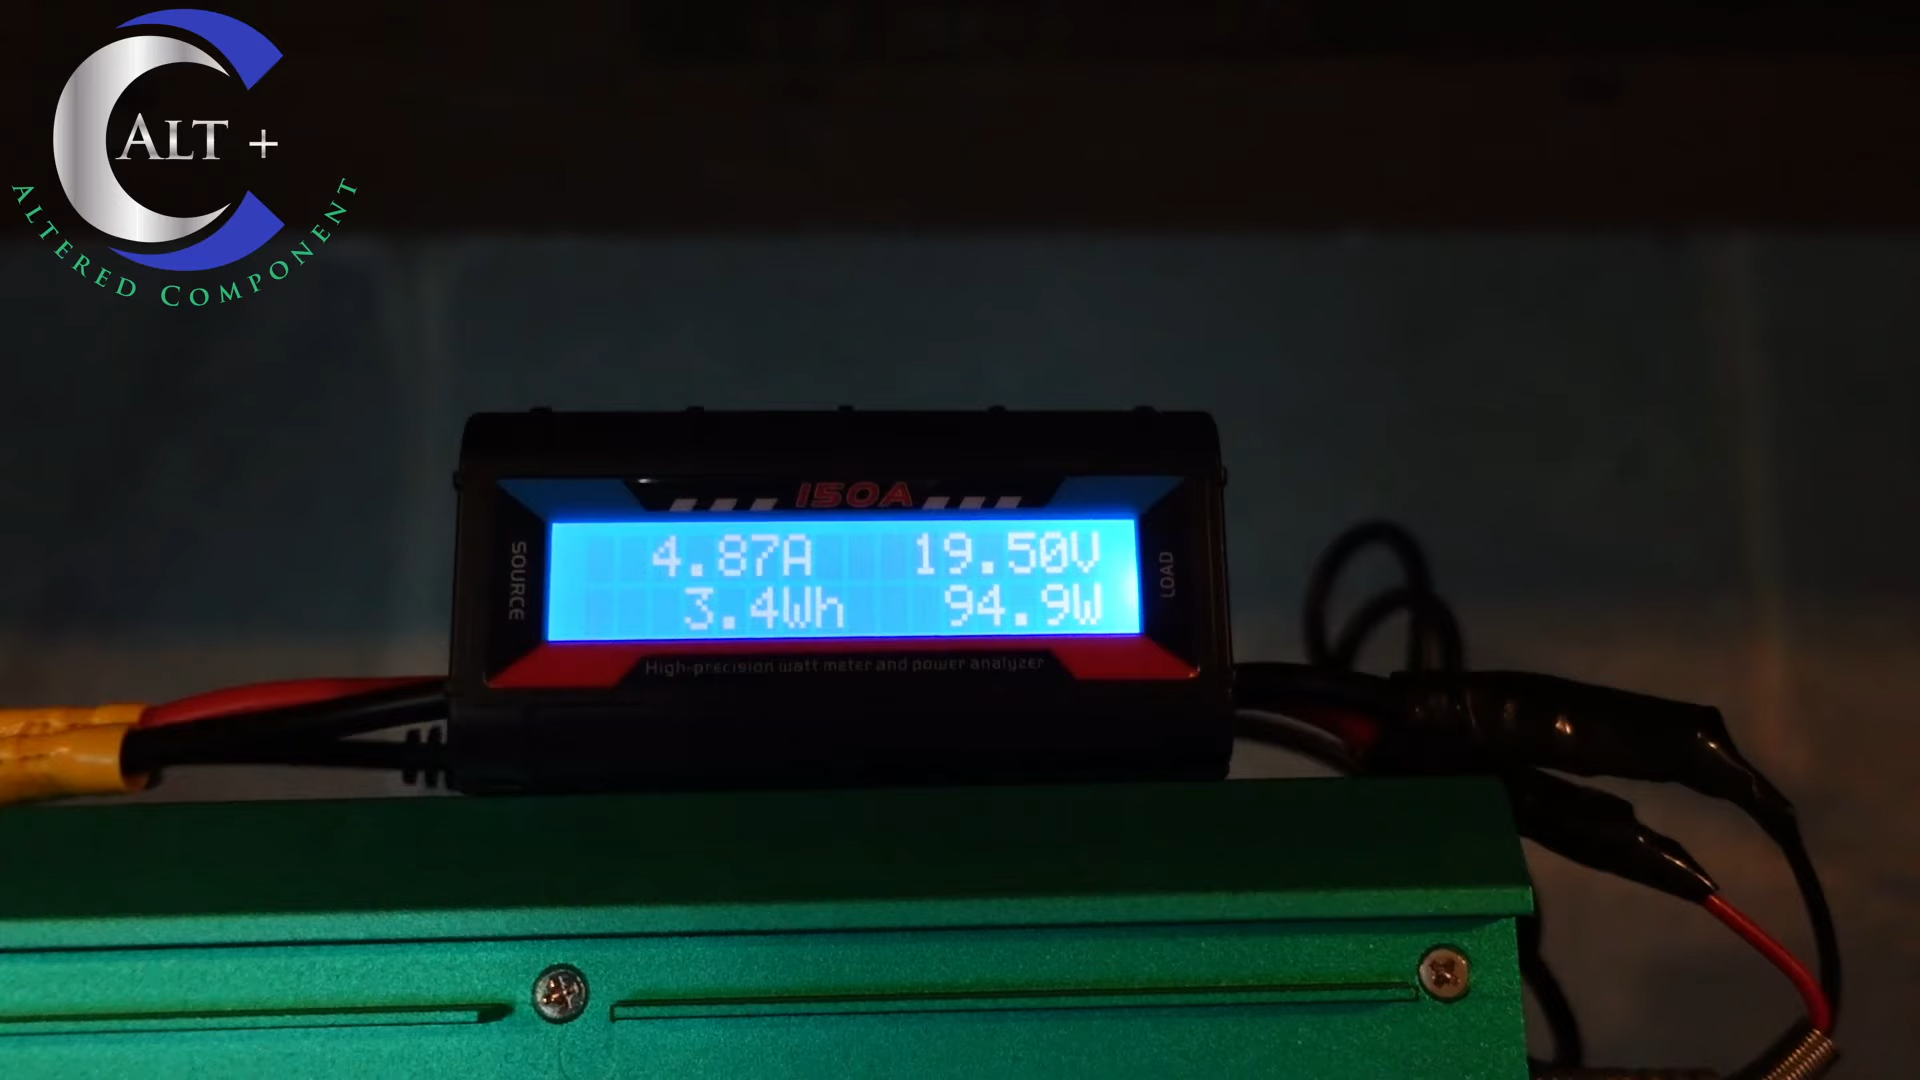 ALT +
ALTERED COMPONENT
150A
SOURCE
4.87A 19.50V
3.4Wh 94.9W
LOAD
High-precision watt meter and power analyzer